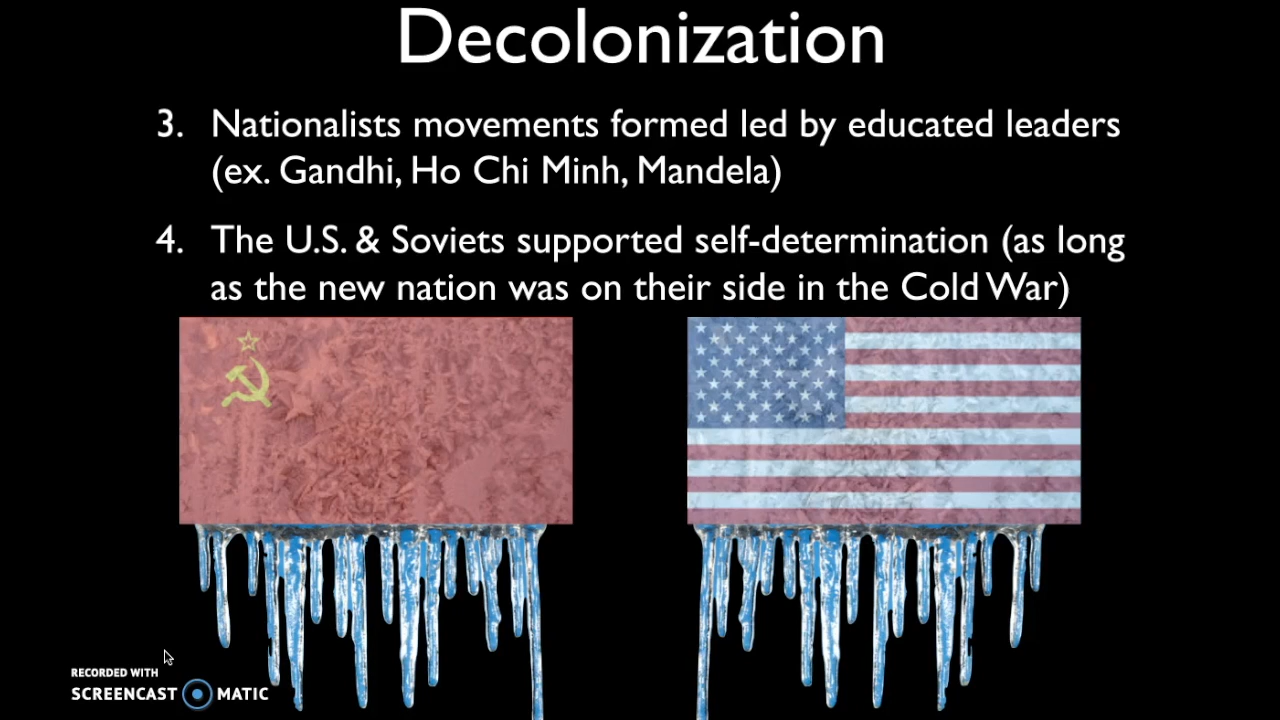 Decolonization
3. Nationalists movements formed led by educated leaders
(ex. Gandhi, Ho Chi Minh, Mandela)
4. The U.S. & Soviets supported self-determination (as long
as the new nation was on their side in the Cold War)
RECORDED WITH
SCREENCAST MATIC